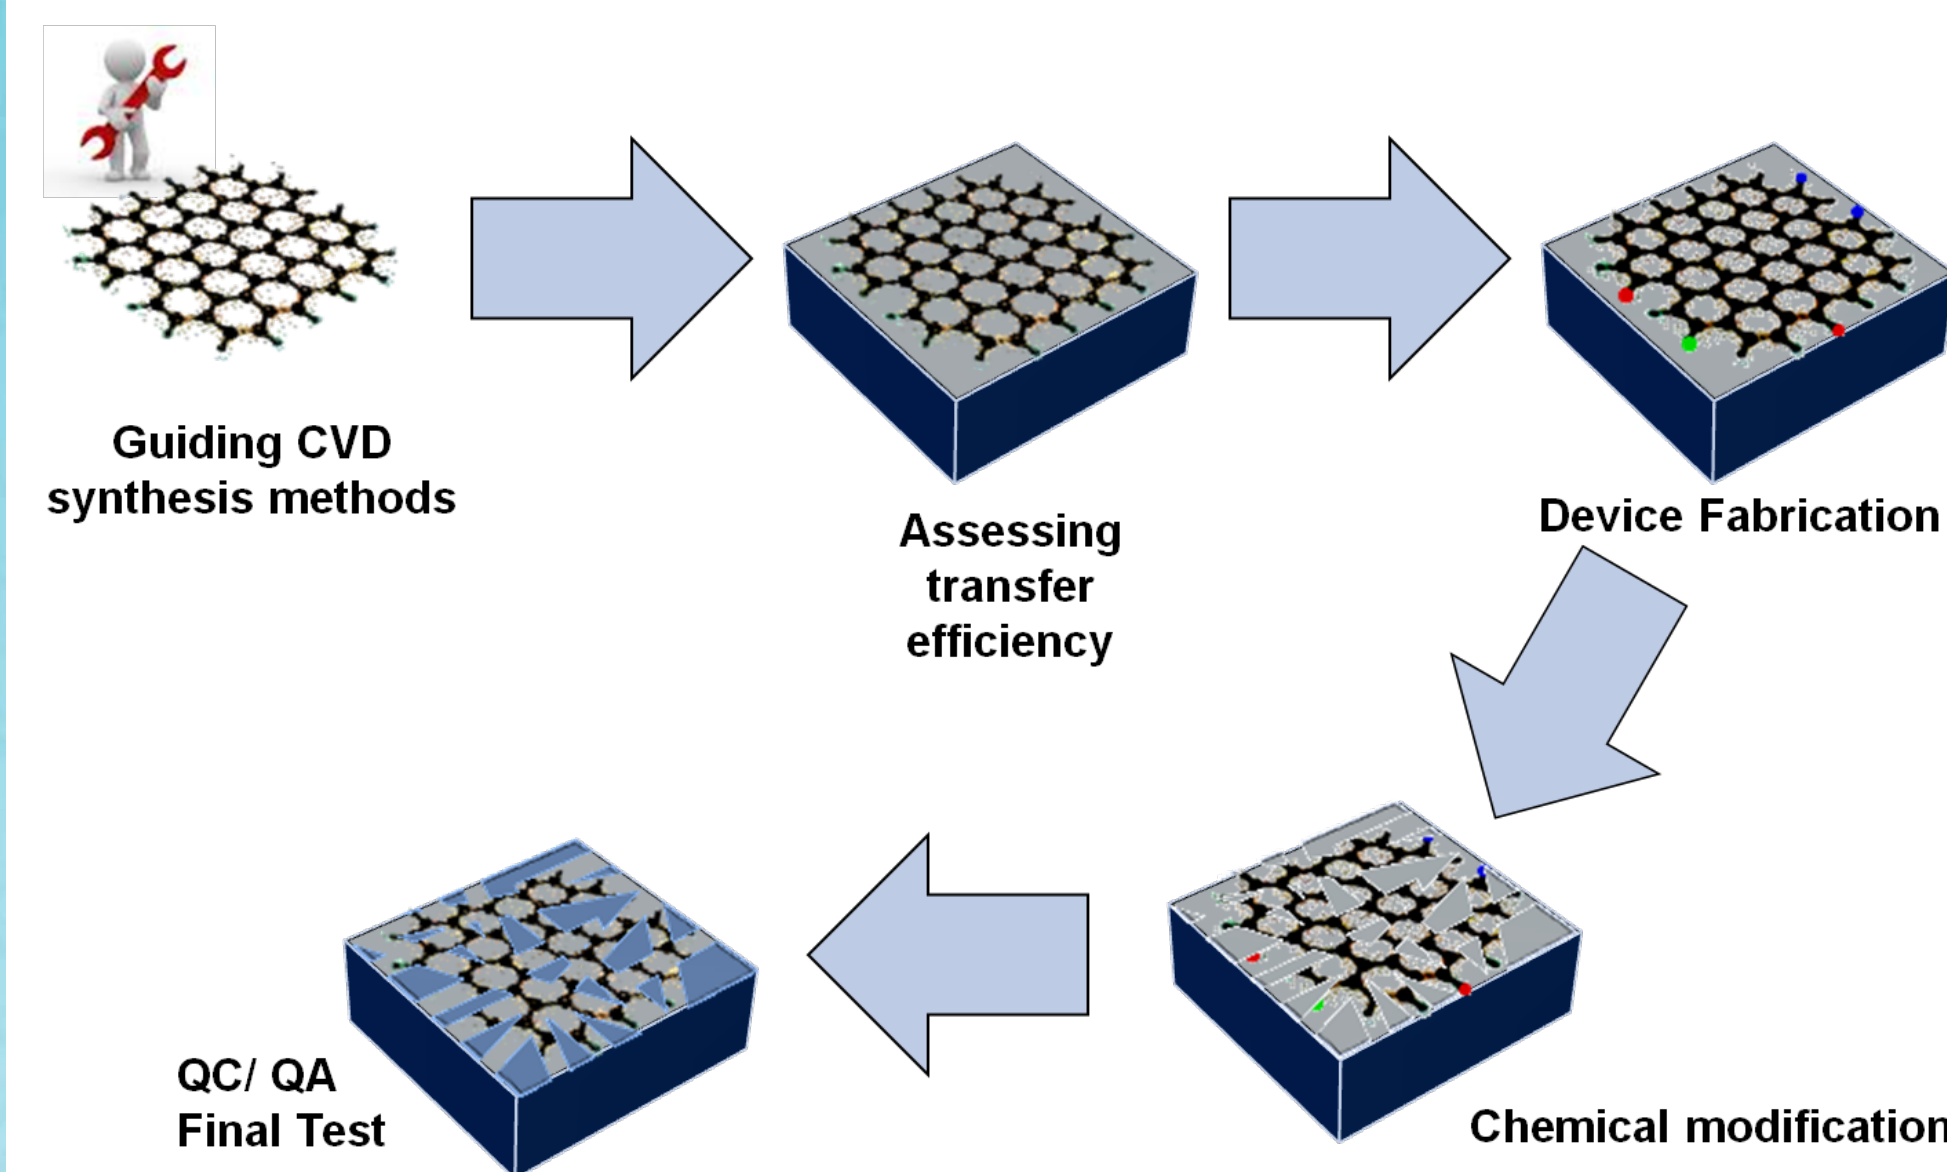 Guiding CVD
synthesis methods
Assessing
transfer
efficiency
Device Fabrication
Chemical modification
QC/ QA
Final Test